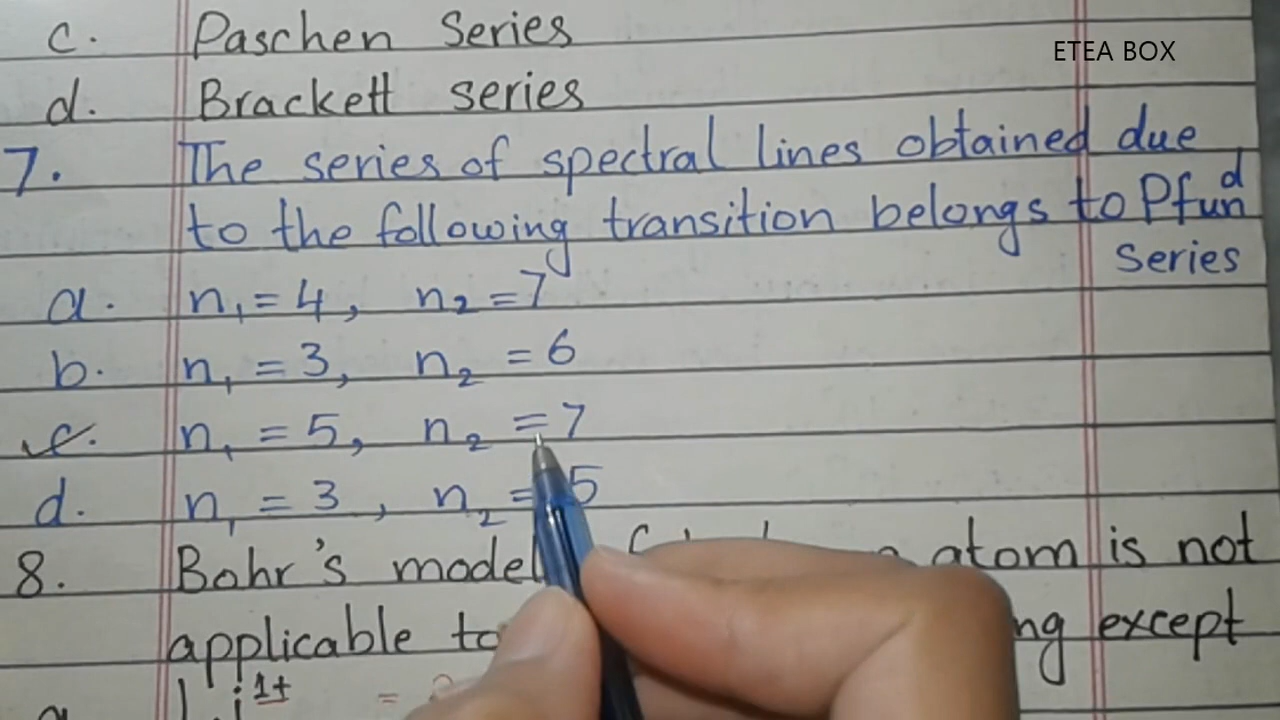 c. Paschen Series
ETEA BOX
d. Brackett series
7. The series of spectral lines obtained due
to the following transition belongs to Pfund
series
a. n₁ = 4, n₂ = 7
b. n₁ = 3, n₂ = 6
c. n₁ = 5, n₂ = 7
d. n₁ = 3, n₂ = 5
8. Bohr's model atom is not
applicable to except
a Li¹⁺ =